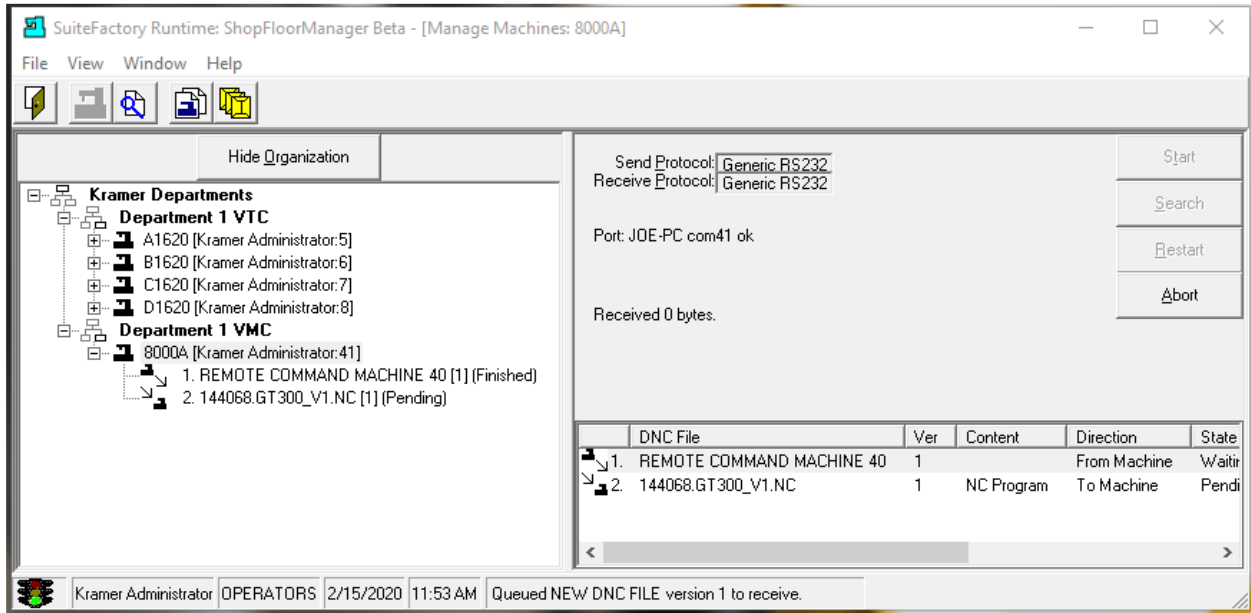 SuiteFactory Runtime: ShopFloorManager Beta - [Manage Machines: 8000A]
File View Window Help
Hide Organization
Kramer Departments
Department 1 VTC
A1620 [Kramer Administrator:5]
B1620 [Kramer Administrator:6]
C1620 [Kramer Administrator:7]
D1620 [Kramer Administrator:8]
Department 1 VMC
8000A [Kramer Administrator:41]
1. REMOTE COMMAND MACHINE 40 [1] (Finished)
2. 144068.GT300_V1.NC [1] (Pending)
Send Protocol: Generic RS232
Receive Protocol: Generic RS232
Port: JOE-PC com41 ok
Received 0 bytes.
Start
Search
Restart
Abort
DNC File Ver Content Direction State
1. REMOTE COMMAND MACHINE 40 1 From Machine Waitin
2. 144068.GT300_V1.NC 1 NC Program To Machine Pendi
Kramer Administrator OPERATORS 2/15/2020 11:53 AM Queued NEW DNC FILE version 1 to receive.